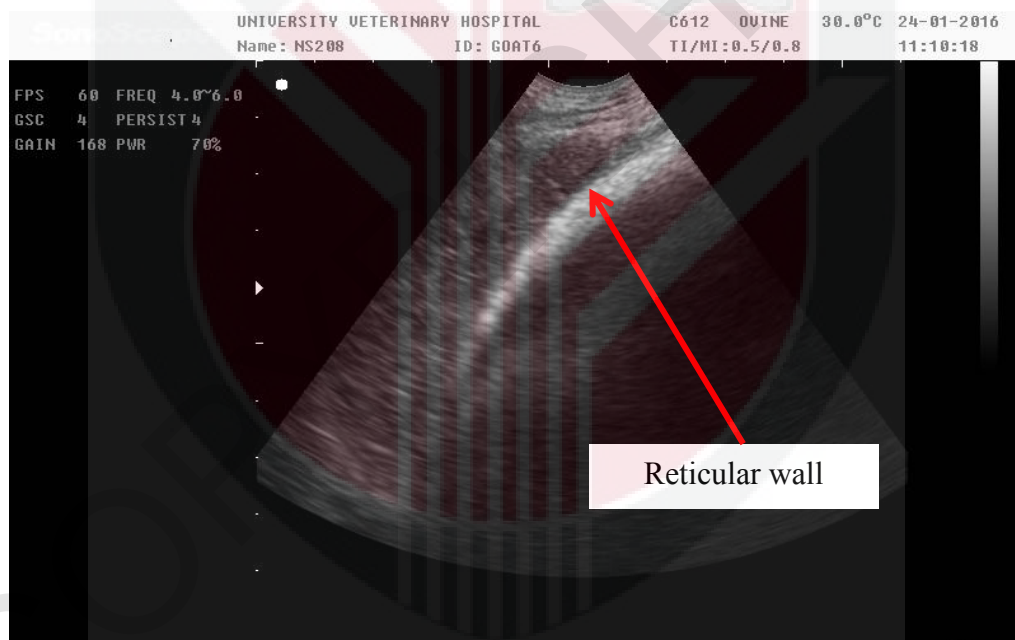 UNIVERSITY VETERINARY HOSPITAL C612 OVINE 30.0°C 24-01-2016
SonoScape Name: NS208 ID: GOAT6 TI/MI:0.5/0.8 11:10:18
FPS 60 FREQ 4.0~6.0
GSC 4 PERSIST 4
GAIN 168 PWR 70%
Reticular wall